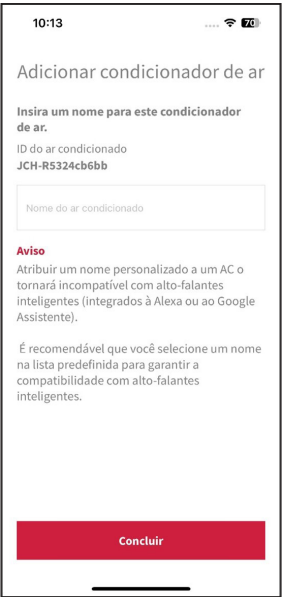 10:13
70
Adicionar condicionador de ar
Insira um nome para este condicionador
de ar.
ID do ar condicionado
JCH-R5324cb6bb
Nome do ar condicionado
Aviso
Atribuir um nome personalizado a um AC o
tornará incompatível com alto-falantes
inteligentes (integrados à Alexa ou ao Google
Assistente).
É recomendável que você selecione um nome
na lista predefinida para garantir a
compatibilidade com alto-falantes
inteligentes.
Concluir